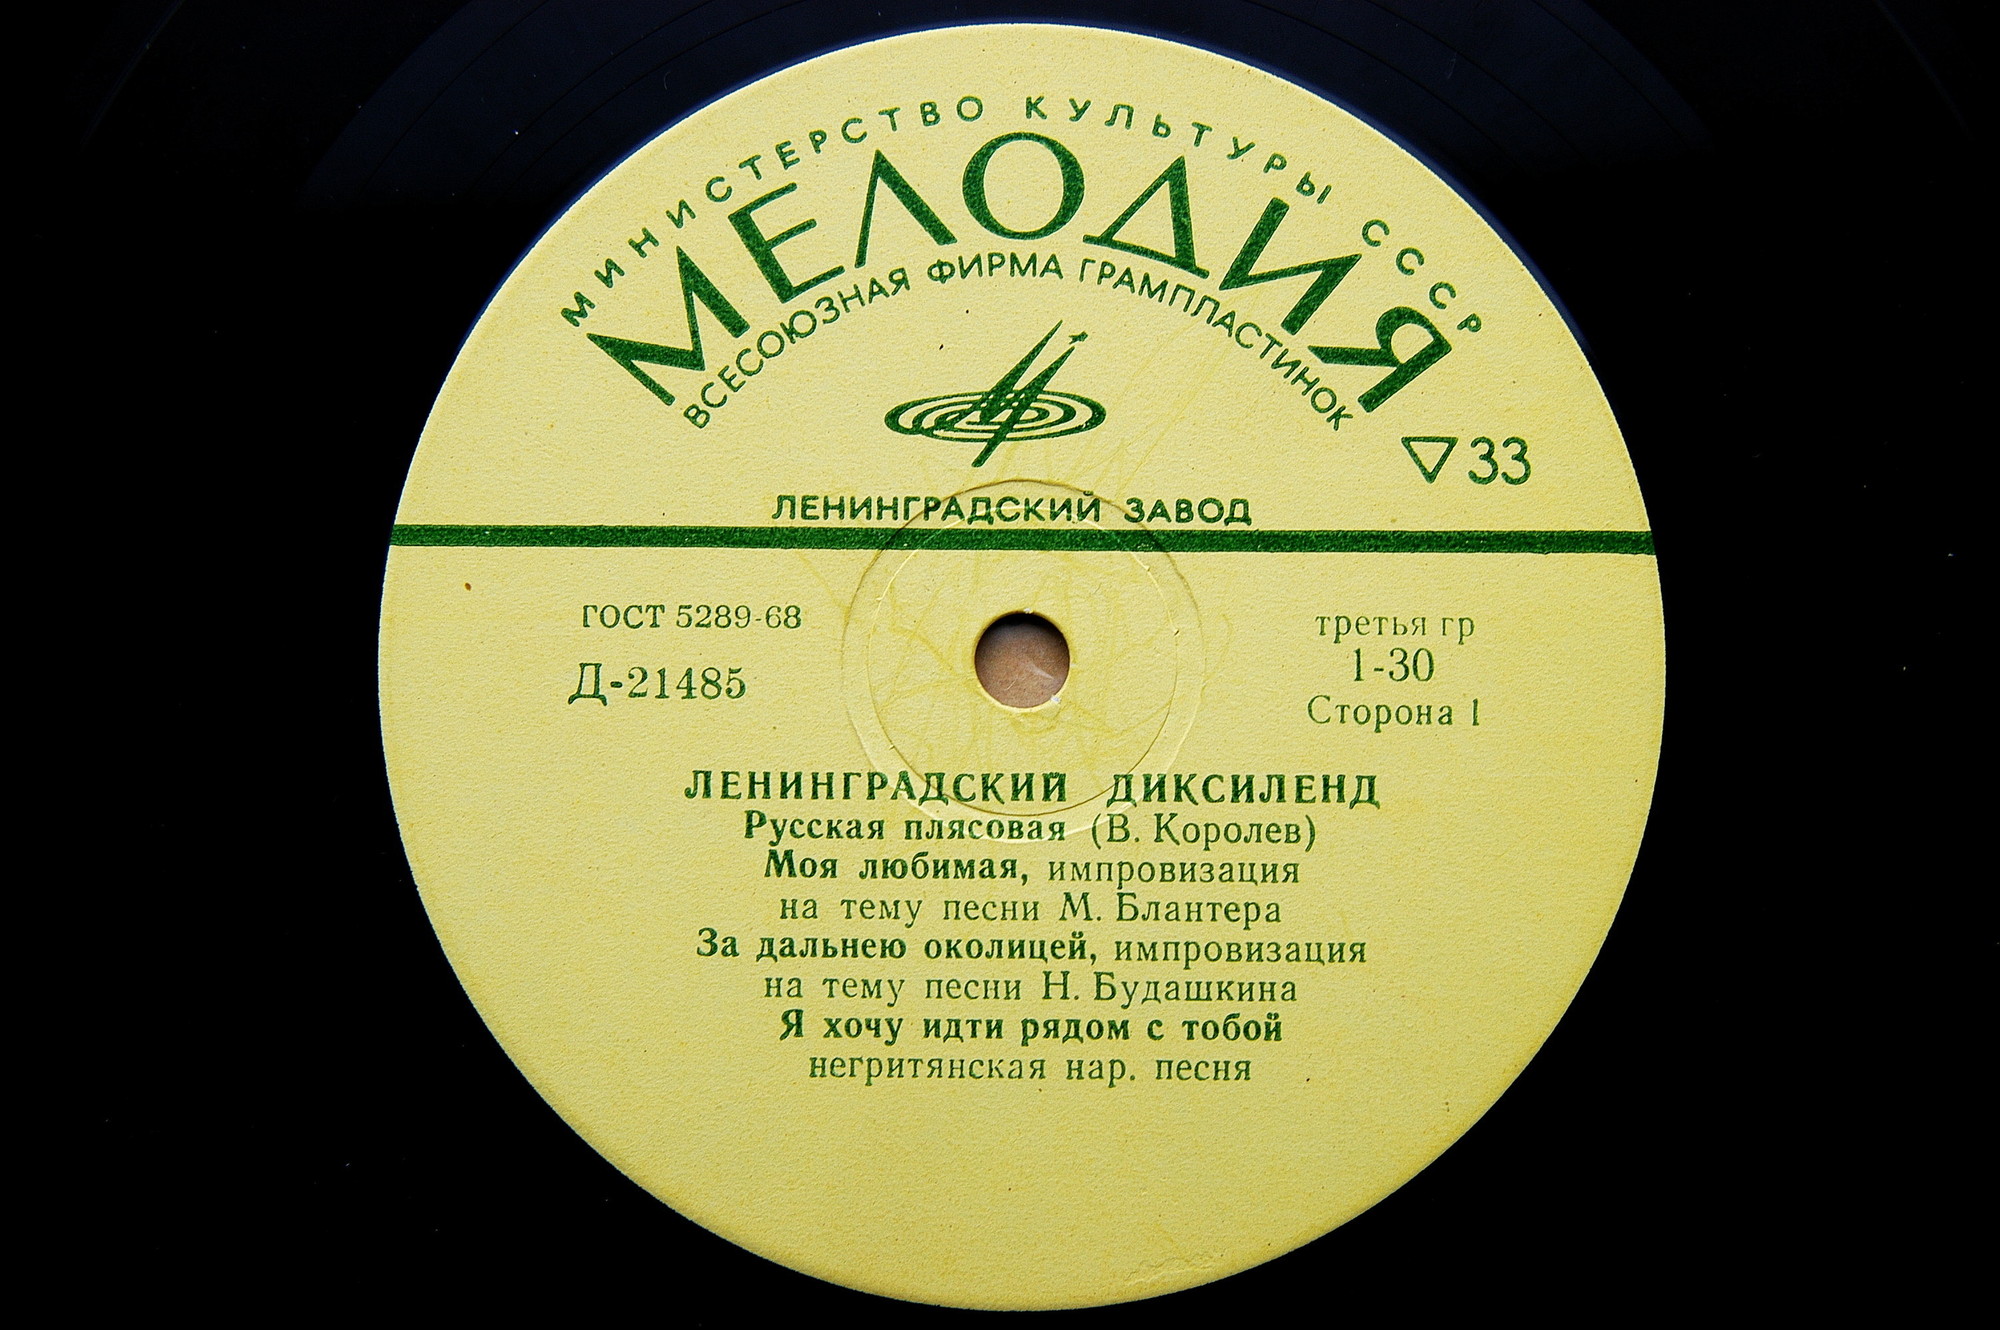 МИНИСТЕРСТВО КУЛЬТУРЫ СССР
МЕЛОДИЯ
ВСЕСОЮЗНАЯ ФИРМА ГРАМПЛАСТИНОК
▽33
ЛЕНИНГРАДСКИЙ ЗАВОД
ГОСТ 5289-68
Д-21485
третья гр
1-30
Сторона 1
ЛЕНИНГРАДСКИЙ ДИКСИЛЕНД
Русская плясовая (В. Королев)
Моя любимая, импровизация
на тему песни М. Блантера
За дальнею околицей, импровизация
на тему песни Н. Будашкина
Я хочу идти рядом с тобой
негритянская нар. песня